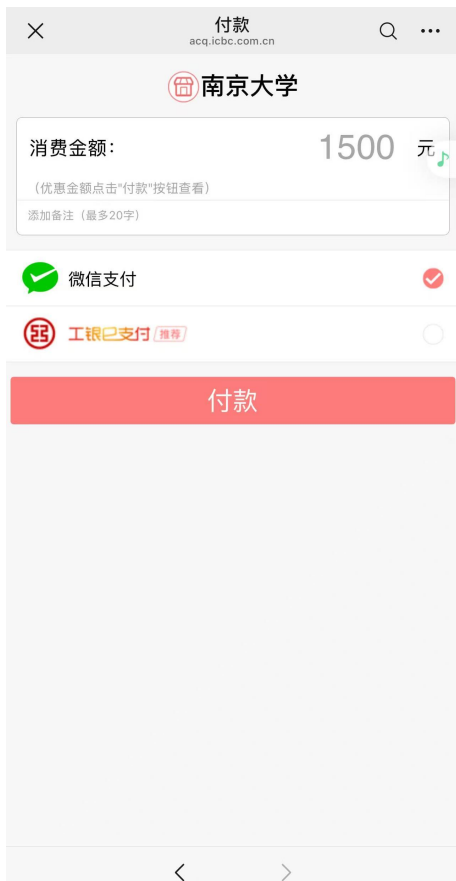 付款
acq.icbc.com.cn
南京大学
消费金额：
1500 元
（优惠金额点击"付款"按钮查看）
添加备注（最多20字）
微信支付
工银e支付 推荐
付款